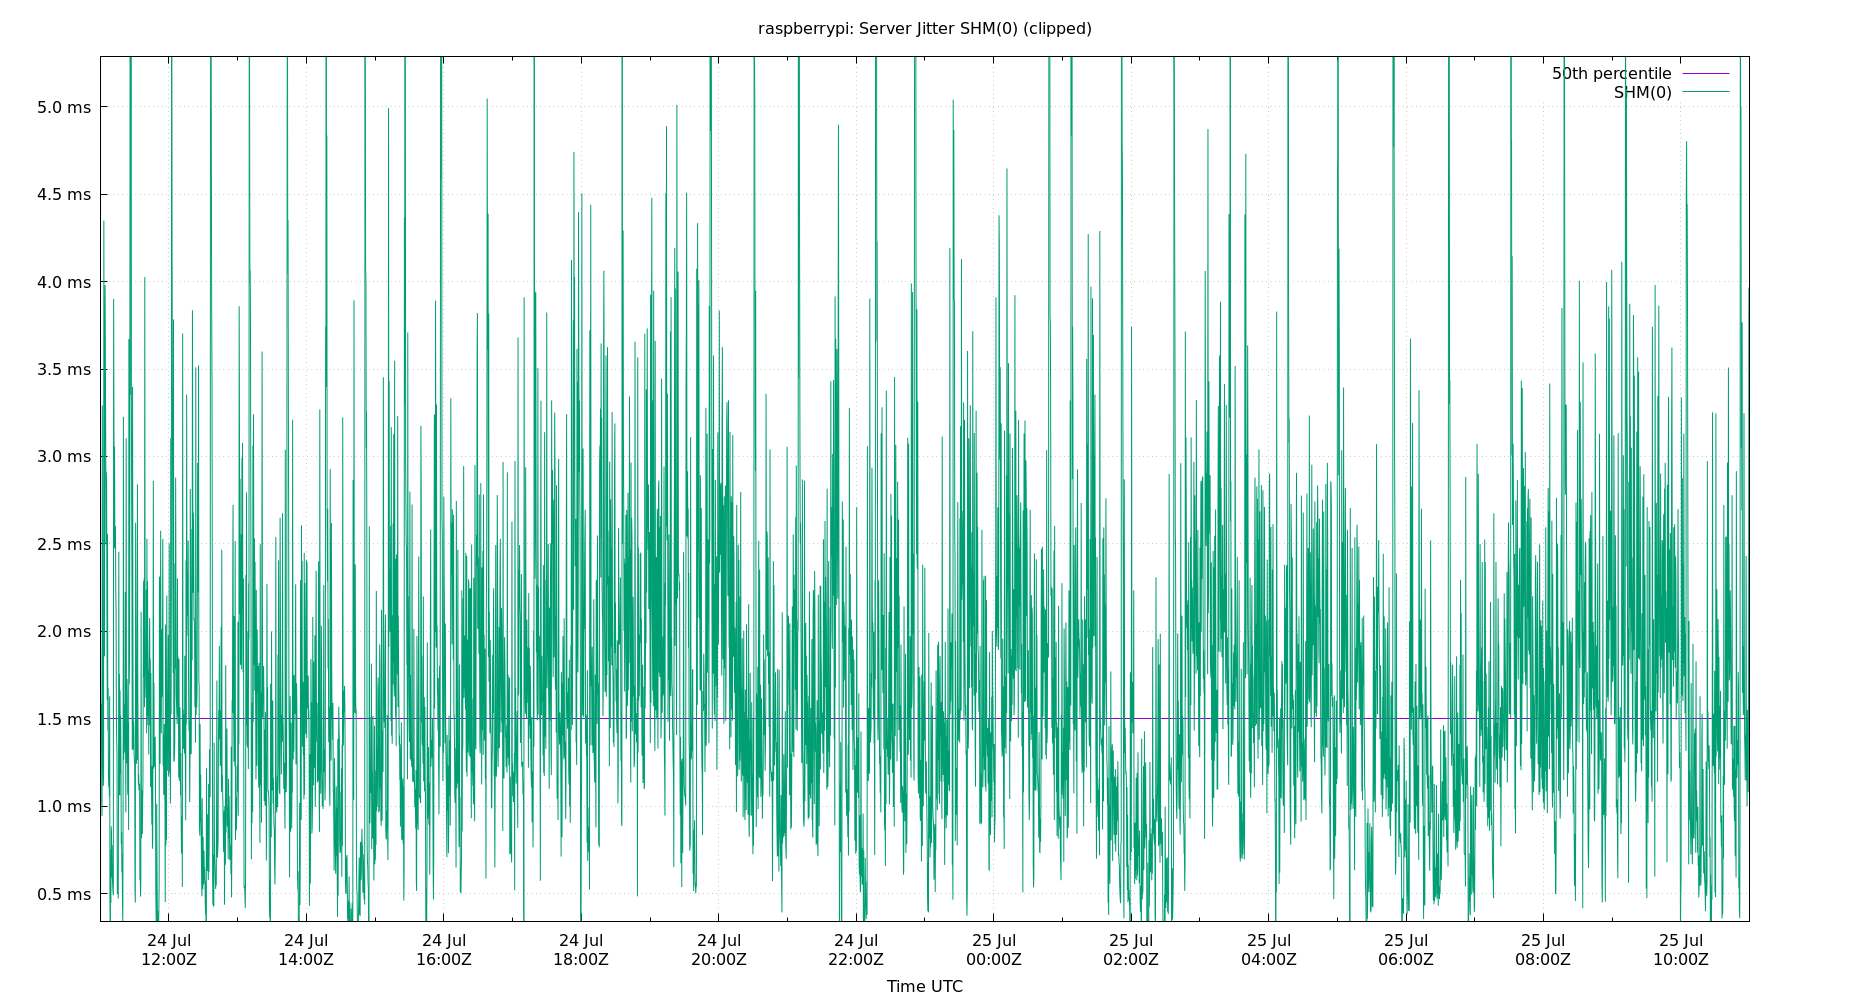 raspberrypi: Server Jitter SHM(0) (clipped)
50th percentile
SHM(0)
5.0 ms
4.5 ms
4.0 ms
3.5 ms
3.0 ms
2.5 ms
2.0 ms
1.5 ms
1.0 ms
0.5 ms
24 Jul 24 Jul 24 Jul 24 Jul 24 Jul 24 Jul 25 Jul 25 Jul 25 Jul 25 Jul 25 Jul 25 Jul
12:00Z 14:00Z 16:00Z 18:00Z 20:00Z 22:00Z 00:00Z 02:00Z 04:00Z 06:00Z 08:00Z 10:00Z
Time UTC